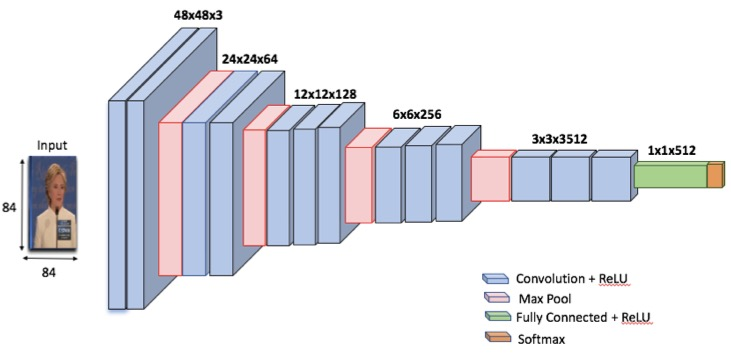 48x48x3
24x24x64
12x12x128
6x6x256
3x3x3512
1x1x512
Input
84
84
Convolution + ReLU
Max Pool
Fully Connected + ReLU
Softmax